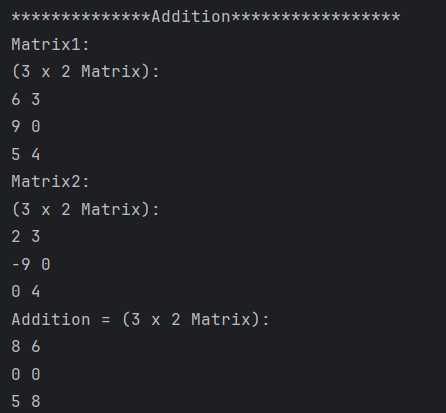 **************Addition*****************
Matrix1:
(3 x 2 Matrix):
6 3
9 0
5 4
Matrix2:
(3 x 2 Matrix):
2 3
-9 0
0 4
Addition = (3 x 2 Matrix):
8 6
0 0
5 8